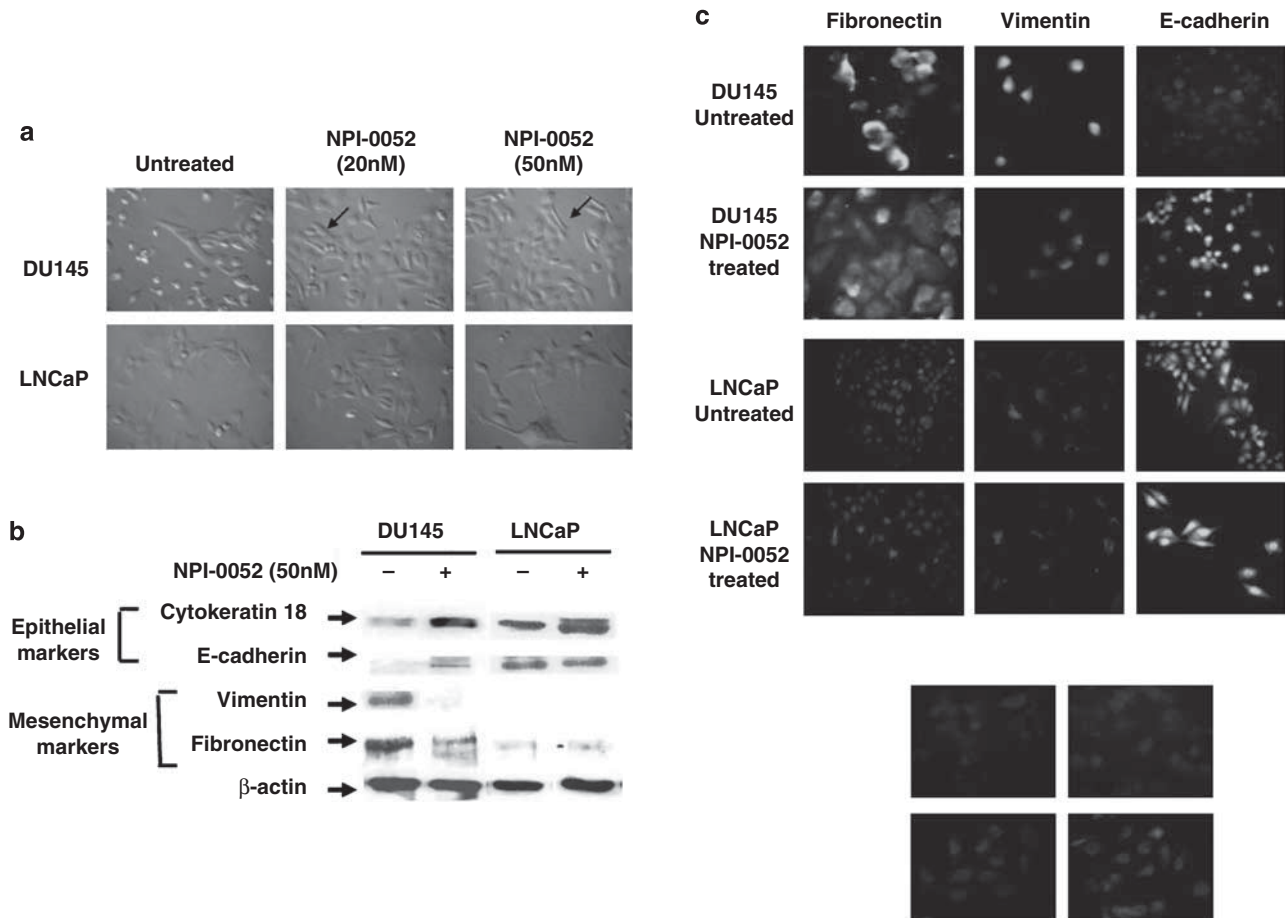 a
Untreated
NPI-0052
(20nM)
NPI-0052
(50nM)
DU145
LNCaP
b
DU145
LNCaP
NPI-0052 (50nM)
–
+
–
+
Epithelial
markers
Cytokeratin 18
E-cadherin
Mesenchymal
markers
Vimentin
Fibronectin
β-actin
c
Fibronectin
Vimentin
E-cadherin
DU145
Untreated
DU145
NPI-0052
treated
LNCaP
Untreated
LNCaP
NPI-0052
treated